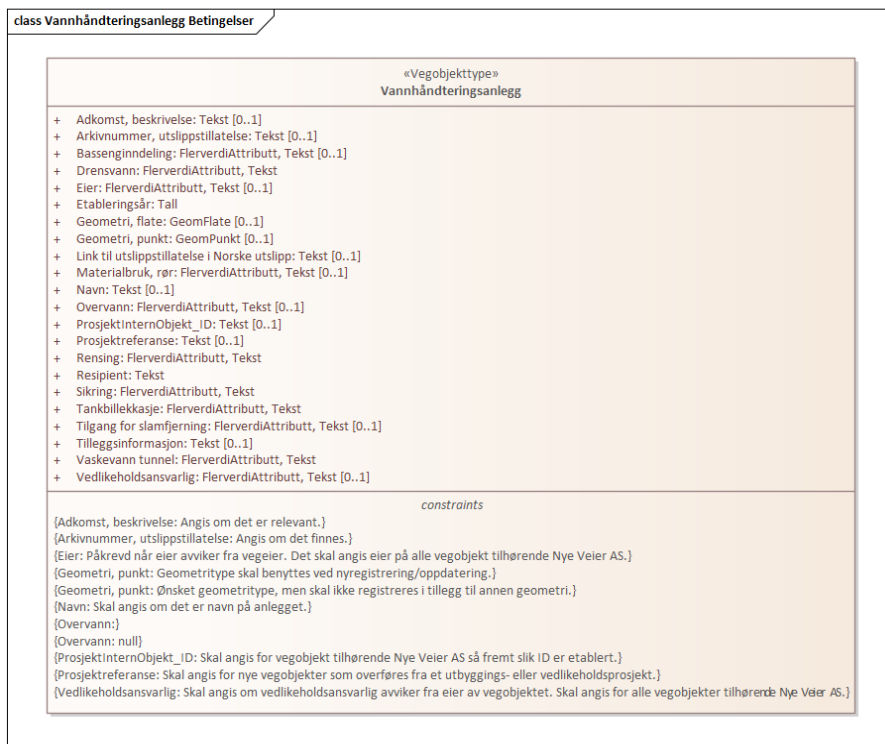 class Vannhåndteringsanlegg Betingelser
«Vegobjekttype»
Vannhåndteringsanlegg
+ Adkomst, beskrivelse: Tekst [0..1]
+ Arkivnummer, utslippstillatelse: Tekst [0..1]
+ Bassenginndeling: FlerverdiAttributt, Tekst [0..1]
+ Drensvann: FlerverdiAttributt, Tekst
+ Eier: FlerverdiAttributt, Tekst [0..1]
+ Etableringsår: Tall
+ Geometri, flate: GeomFlate [0..1]
+ Geometri, punkt: GeomPunkt [0..1]
+ Link til utslippstillatelse i Norske utslipp: Tekst [0..1]
+ Materialbruk, rør: FlerverdiAttributt, Tekst [0..1]
+ Navn: Tekst [0..1]
+ Overvann: FlerverdiAttributt, Tekst [0..1]
+ ProsjektInternObjekt_ID: Tekst [0..1]
+ Prosjektreferanse: Tekst [0..1]
+ Rensing: FlerverdiAttributt, Tekst
+ Resipient: Tekst
+ Sikring: FlerverdiAttributt, Tekst
+ Tankbillekkasje: FlerverdiAttributt, Tekst
+ Tilgang for slamfjerning: FlerverdiAttributt, Tekst [0..1]
+ Tilleggsinformasjon: Tekst [0..1]
+ Vaskevann tunnel: FlerverdiAttributt, Tekst
+ Vedlikeholdsansvarlig: FlerverdiAttributt, Tekst [0..1]
constraints
{Adkomst, beskrivelse: Angis om det er relevant.}
{Arkivnummer, utslippstillatelse: Angis om det finnes.}
{Eier: Påkrevd når eier avviker fra vegeier. Det skal angis eier på alle vegobjekt tilhørende Nye Veier AS.}
{Geometri, punkt: Geometritype skal benyttes ved nyregistrering/oppdatering.}
{Geometri, punkt: Ønsket geometritype, men skal ikke registreres i tillegg til annen geometri.}
{Navn: Skal angis om det er navn på anlegget.}
{Overvann:}
{Overvann: null}
{ProsjektInternObjekt_ID: Skal angis for vegobjekt tilhørende Nye Veier AS så fremt slik ID er etablert.}
{Prosjektreferanse: Skal angis for nye vegobjekter som overføres fra et utbyggings- eller vedlikeholdsprosjekt.}
{Vedlikeholdsansvarlig: Skal angis om vedlikeholdsansvarlig avviker fra eier av vegobjektet. Skal angis for alle vegobjekter tilhørende Nye Veier AS.}